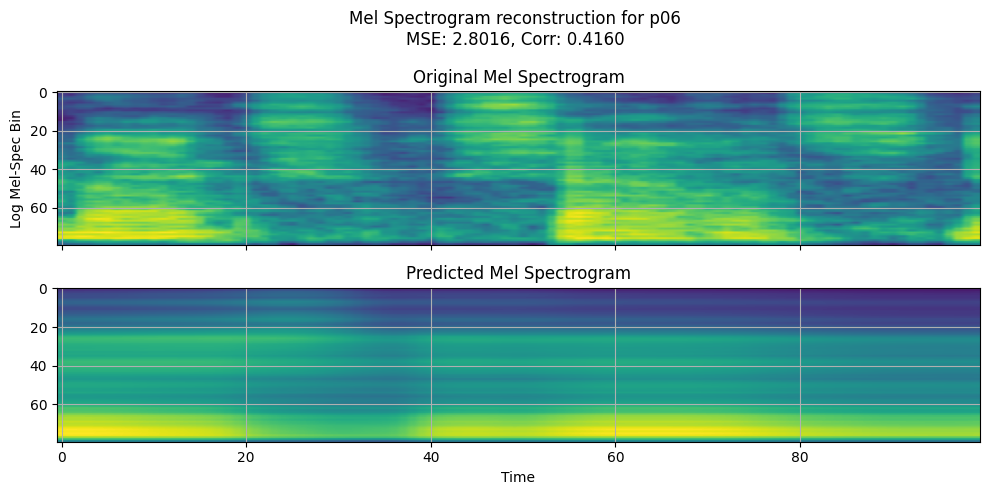 Mel Spectrogram reconstruction for p06
MSE: 2.8016, Corr: 0.4160
Original Mel Spectrogram
0
20
40
60
Log Mel-Spec Bin
Predicted Mel Spectrogram
0
20
40
60
0 20 40 60 80
Time